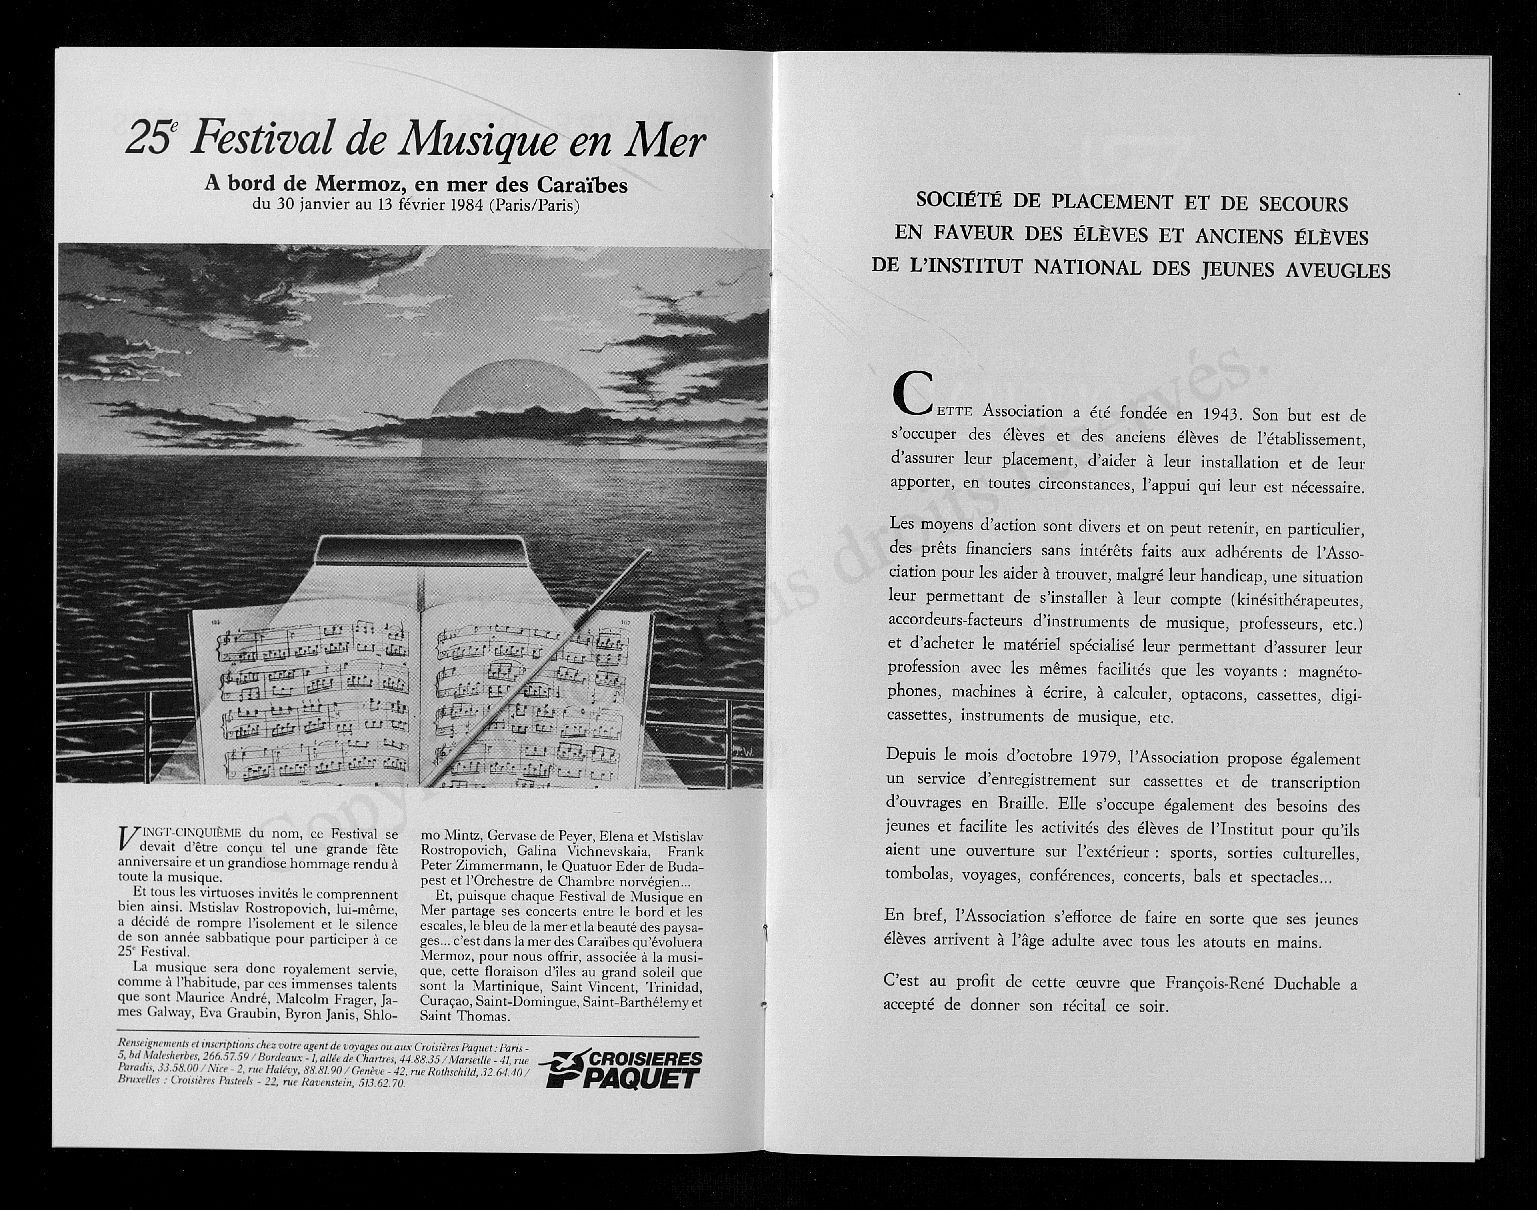 25e Festival de Musique en Mer
A bord de Mermoz, en mer des Caraïbes
du 30 janvier au 13 février 1984 (Paris/Paris)
VINGT-CINQUIÈME du nom, ce Festival se
devait d'être conçu tel une grande fête
anniversaire et un grandiose hommage rendu à
toute la musique.
Et tous les virtuoses invités le comprennent
bien ainsi. Mstislav Rostropovich, lui-même,
a décidé de rompre l'isolement et le silence
de son année sabbatique pour participer à ce
25e Festival.
La musique sera donc royalement servie,
comme à l'habitude, par ces immenses talents
que sont Maurice André, Malcolm Frager, Ja-
mes Galway, Eva Graubin, Byron Janis, Shlo-
mo Mintz, Gervase de Peyer, Elena et Mstislav
Rostropovich, Galina Vichnevskaia, Frank
Peter Zimmermann, le Quatuor Eder de Buda-
pest et l'Orchestre de Chambre norvégien...
Et, puisque chaque Festival de Musique en
Mer partage ses concerts entre le bord et les
escales, le bleu de la mer et la beauté des paysa-
ges... c'est dans la mer des Caraïbes qu'évoluera
Mermoz, pour nous offrir, associée à la musi-
que, cette floraison d'îles au grand soleil que
sont la Martinique, Saint Vincent, Trinidad,
Curaçao, Saint-Domingue, Saint-Barthélemy et
Saint Thomas.
Renseignements et inscriptions chez votre agent de voyages ou aux Croisières Paquet : Paris -
5, bd Malesherbes, 266.57.59 / Bordeaux - 1, allée de Chartres, 44.88.35 / Marseille - 41, rue
Paradis, 33.58.00 / Nice - 2, rue Halévy, 88.81.90 / Genève - 42, rue Rothschild, 32.64.40 /
Bruxelles : Croisières Pasteels - 22, rue Ravenstein, 513.62.70.
CROISIERES
PAQUET
SOCIÉTÉ DE PLACEMENT ET DE SECOURS
EN FAVEUR DES ÉLÈVES ET ANCIENS ÉLÈVES
DE L'INSTITUT NATIONAL DES JEUNES AVEUGLES
CETTE Association a été fondée en 1943. Son but est de
s'occuper des élèves et des anciens élèves de l'établissement,
d'assurer leur placement, d'aider à leur installation et de leur
apporter, en toutes circonstances, l'appui qui leur est nécessaire.
Les moyens d'action sont divers et on peut retenir, en particulier,
des prêts financiers sans intérêts faits aux adhérents de l'Asso-
ciation pour les aider à trouver, malgré leur handicap, une situation
leur permettant de s'installer à leur compte (kinésithérapeutes,
accordeurs-facteurs d'instruments de musique, professeurs, etc.)
et d'acheter le matériel spécialisé leur permettant d'assurer leur
profession avec les mêmes facilités que les voyants : magnéto-
phones, machines à écrire, à calculer, optacons, cassettes, digi-
cassettes, instruments de musique, etc.
Depuis le mois d'octobre 1979, l'Association propose également
un service d'enregistrement sur cassettes et de transcription
d'ouvrages en Braille. Elle s'occupe également des besoins des
jeunes et facilite les activités des élèves de l'Institut pour qu'ils
aient une ouverture sur l'extérieur : sports, sorties culturelles,
tombolas, voyages, conférences, concerts, bals et spectacles...
En bref, l'Association s'efforce de faire en sorte que ses jeunes
élèves arrivent à l'âge adulte avec tous les atouts en mains.
C'est au profit de cette œuvre que François-René Duchable a
accepté de donner son récital ce soir.